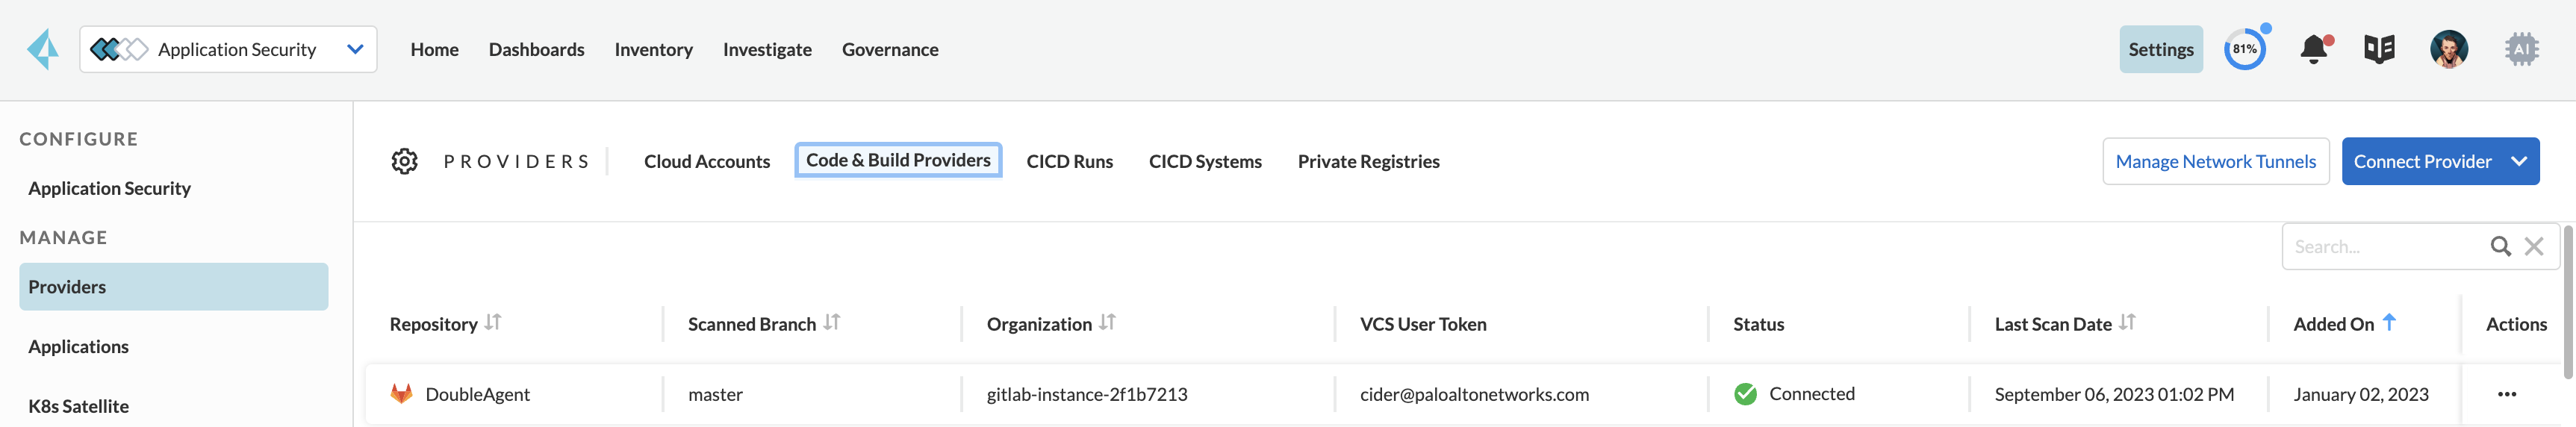 Application Security Home Dashboards Inventory Investigate Governance Settings 81% AI
CONFIGURE
Application Security
MANAGE
Providers
Applications
K8s Satellite
PROVIDERS Cloud Accounts Code & Build Providers CICD Runs CICD Systems Private Registries Manage Network Tunnels Connect Provider
Search...
Repository Scanned Branch Organization VCS User Token Status Last Scan Date Added On Actions
DoubleAgent master gitlab-instance-2f1b7213 cider@paloaltonetworks.com Connected September 06, 2023 01:02 PM January 02, 2023